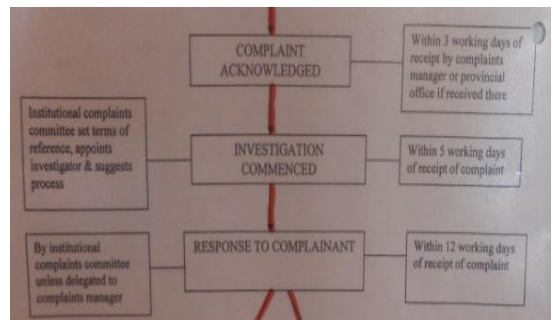 COMPLAINT
ACKNOWLEDGED
Within 3 working days of
receipt by complaints
manager or provincial
office if received there
Institutional complaints
committee set terms of
reference, appoints
investigator & suggests
process
INVESTIGATION
COMMENCED
Within 5 working days
of receipt of complaint
By institutional
complaints committee
unless delegated to
complaints manager
RESPONSE TO COMPLAINANT
Within 12 working days
of receipt of complaint